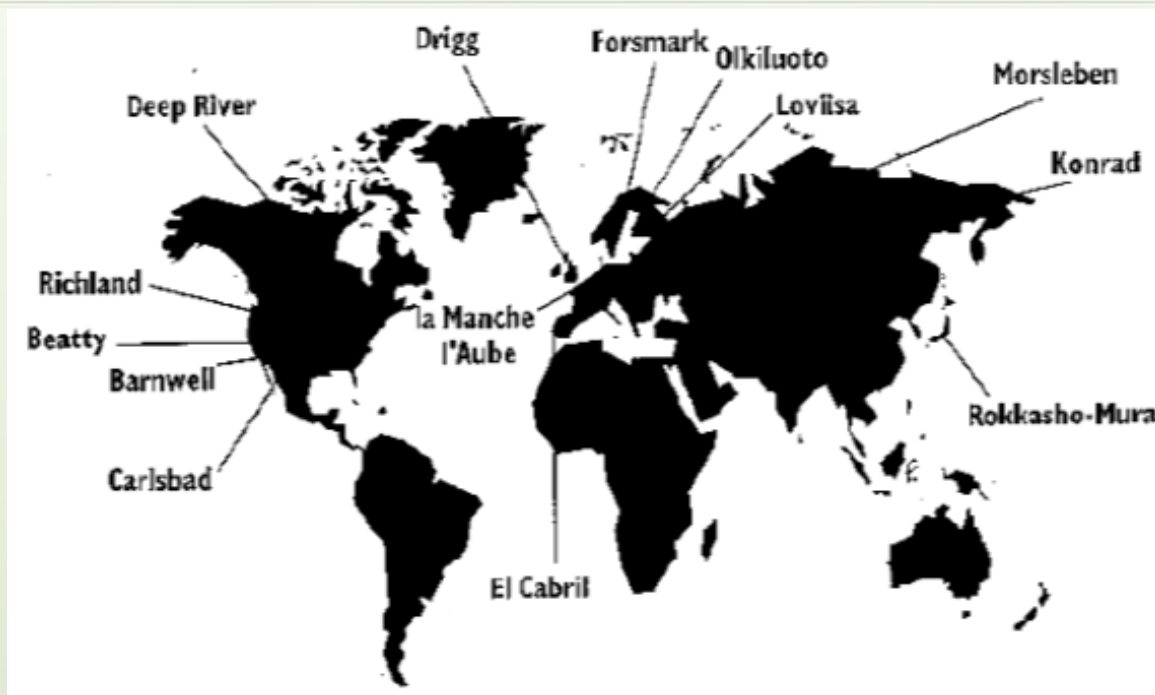 Drigg
Forsmark
Olkiluoto
Morsleben
Deep River
Loviisa
Konrad
Richland
la Manche
Beatty
l'Aube
Barnwell
Rokkasho-Mura
Carlsbad
El Cabril